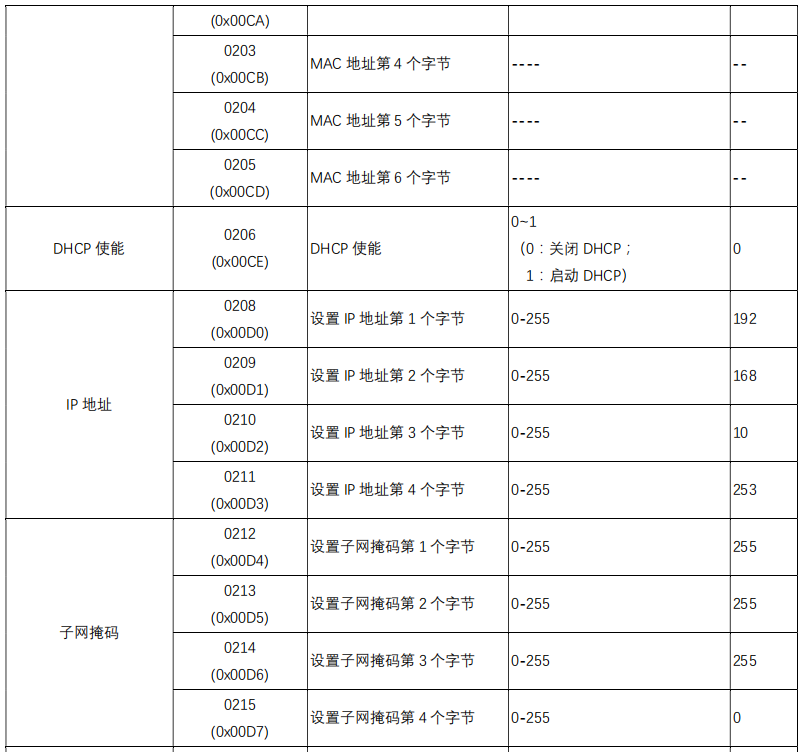 (0x00CA)
0203
(0x00CB)
MAC 地址第 4 个字节
----
--
0204
(0x00CC)
MAC 地址第 5 个字节
----
--
0205
(0x00CD)
MAC 地址第 6 个字节
----
--
DHCP 使能
0206
(0x00CE)
DHCP 使能
0~1
（0：关闭 DHCP；
1：启动 DHCP）
0
IP 地址
0208
(0x00D0)
设置 IP 地址第 1 个字节
0-255
192
0209
(0x00D1)
设置 IP 地址第 2 个字节
0-255
168
0210
(0x00D2)
设置 IP 地址第 3 个字节
0-255
10
0211
(0x00D3)
设置 IP 地址第 4 个字节
0-255
253
子网掩码
0212
(0x00D4)
设置子网掩码第 1 个字节
0-255
255
0213
(0x00D5)
设置子网掩码第 2 个字节
0-255
255
0214
(0x00D6)
设置子网掩码第 3 个字节
0-255
255
0215
(0x00D7)
设置子网掩码第 4 个字节
0-255
0